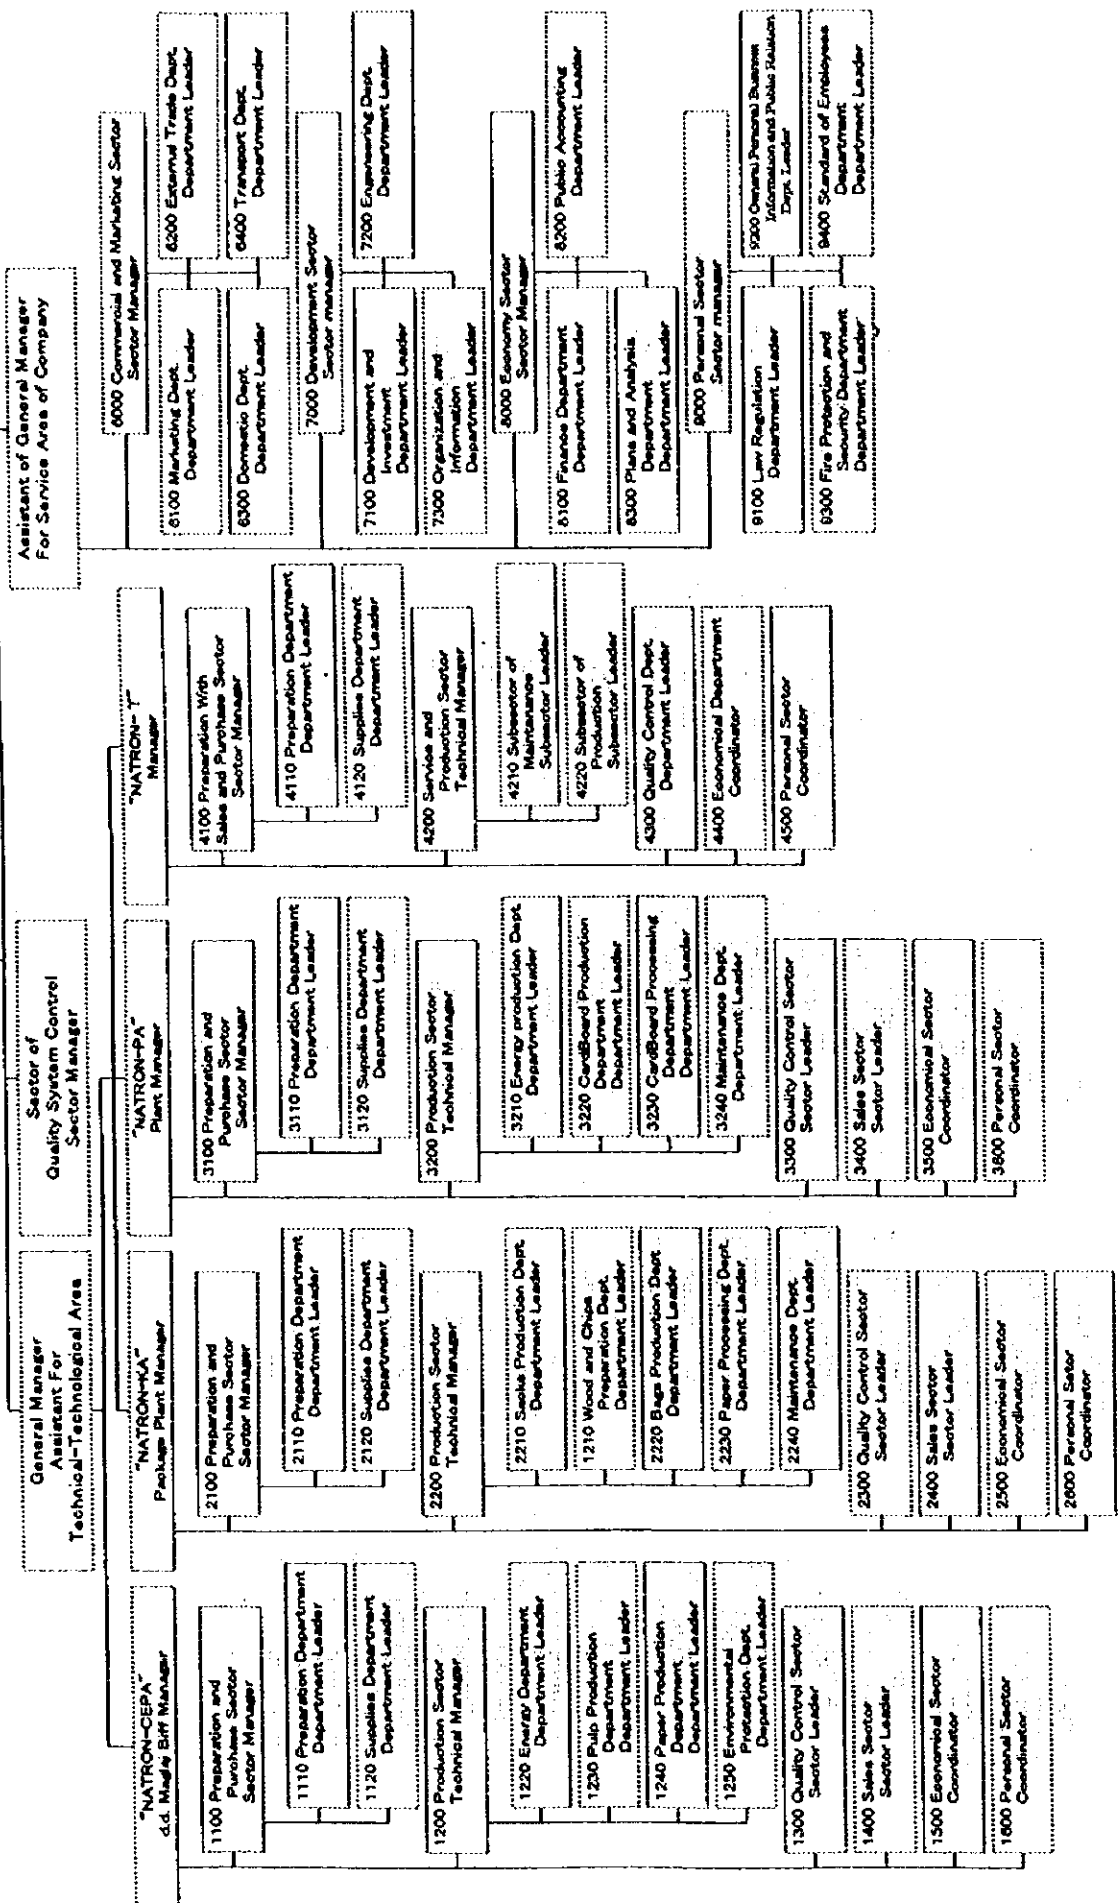 General Manager
Assistant For
Technical-Technological Area
Sector of
Quality System Control
Sector Manager
Assistant of General Manager
For Service Area of Company
"NATRON-CEPA"
d.d. Maglaj Biff Manager
1100 Preparation and
Purchase Sector
Sector Manager
1110 Preparation Department
Department Leader
1120 Supplies Department
Department Leader
1200 Production Sector
Technical Manager
1220 Energy Department
Department Leader
1230 Pulp Production
Department
Department Leader
1240 Paper Production
Department
Department Leader
1250 Environmental
Protection Dept.
Department Leader
1300 Quality Control Sector
Sector Leader
1400 Sales Sector
Sector Leader
1500 Economical Sector
Coordinator
1600 Personal Sector
Coordinator
"NATRON-KA"
Package Plant Manager
2100 Preparation and
Purchase Sector
Sector Manager
2110 Preparation Department
Department Leader
2120 Supplies Department
Department Leader
2200 Production Sector
Technical Manager
2210 Sacks Production Dept.
Department Leader
1210 Wood and Chips
Preparation Dept.
Department Leader
2220 Bags Production Dept
Department Leader
2230 Paper Processing Dept.
Department Leader
2240 Maintenance Dept.
Department Leader
2300 Quality Control Sector
Sector Leader
2400 Sales Sector
Sector Leader
2500 Economical Sector
Coordinator
2600 Personal Sator
Coordinator
"NATRON-PA"
Plant Manager
3100 Preparation and
Purchase Sector
Sector Manager
3110 Preparation Department
Department Leader
3120 Supplies Department
Department Leader
3200 Production Sector
Technical Manager
3210 Energy production Dept.
Department Leader
3220 CardBoard Production
Department
Department Leader
3230 CardBoard Processing
Department
Department Leader
3240 Maintenance Dept.
Department Leader
3300 Quality Control Sector
Sector Leader
3400 Sales Sector
Sector Leader
3500 Economical Sector
Coordinator
3600 Personal Sector
Coordinator
"NATRON-T"
Manager
4100 Preparation With
Sales and Purchase Sector
Sector Manager
4110 Preparation Department
Department Leader
4120 Supplies Department
Department Leader
4200 Service and
Production Sector
Technical Manager
4210 Subsector of
Maintanance
Subsector Leader
4220 Subsector of
Production
Subsector Leader
4300 Quality Control Dept.
Department Leader
4400 Economical Department
Coordinator
4500 Personal Sector
Coordinator
6000 Commercial and Marketing Sector
Sector Manager
6100 Marketing Dept.
Department Leader
6200 External Trade Dept.
Department Leader
6300 Domestic Dept.
Department Leader
6400 Transport Dept.
Department Leader
7000 Development Sector
Sector manager
7100 Development and
Investment
Department Leader
7200 Engineering Dept.
Department Leader
7300 Organization and
Information
Department Leader
8000 Economy Sector
Sector Manager
8100 Finance Department
Department Leader
8200 Public Accounting
Department Leader
8300 Plans and Analysis
Department
Department Leader
9000 Personal Sector
Sector manager
9100 Law Regulation
Department Leader
9200 General Personal Business
Information and Public Relation
Dept. Leader
9300 Fire Protection and
Security Department
Department Leader
9400 Standard of Employees
Department
Department Leader